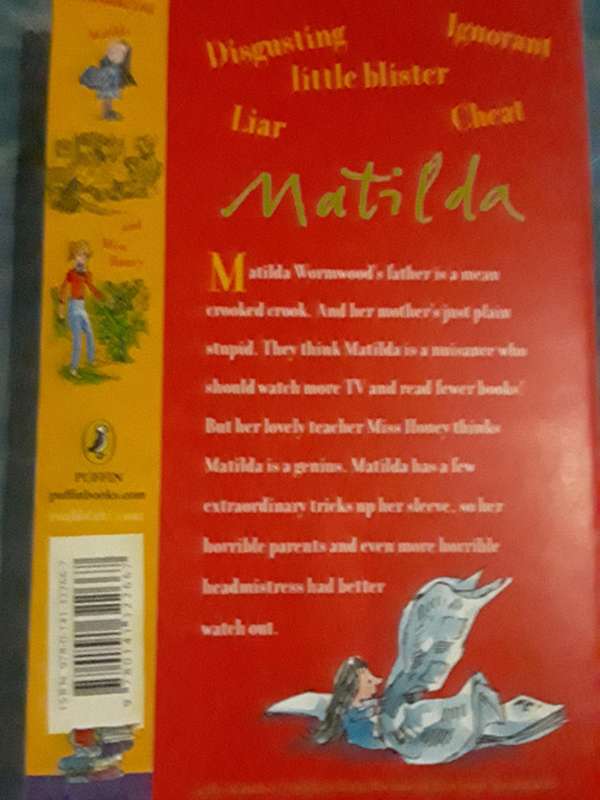 Disgusting
Ignorant
little blister
Liar
Cheat
Matilda
Matilda Wormwood's father is a mean
crooked crook. And her mother's just plain
stupid. They think Matilda is a nuisance who
should watch more TV and read fewer books!
But her lovely teacher Miss Honey thinks
Matilda is a genius. Matilda has a few
extraordinary tricks up her sleeve, so her
horrible parents and even more horrible
headmistress had better
watch out.
Matilda
and
Miss
Honey
PUFFIN
puffinbooks.com